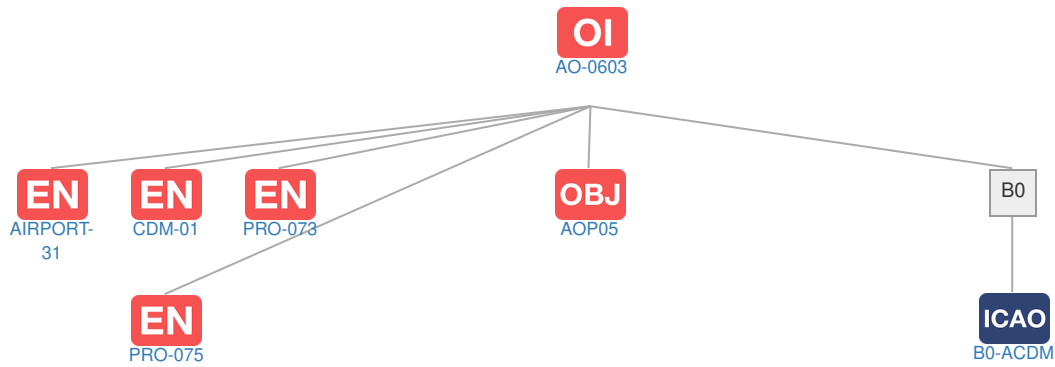 OI
AO-0603
EN
EN
EN
OBJ
B0
AIRPORT-
31
CDM-01
PRO-073
AOP05
EN
ICAO
PRO-075
B0-ACDM